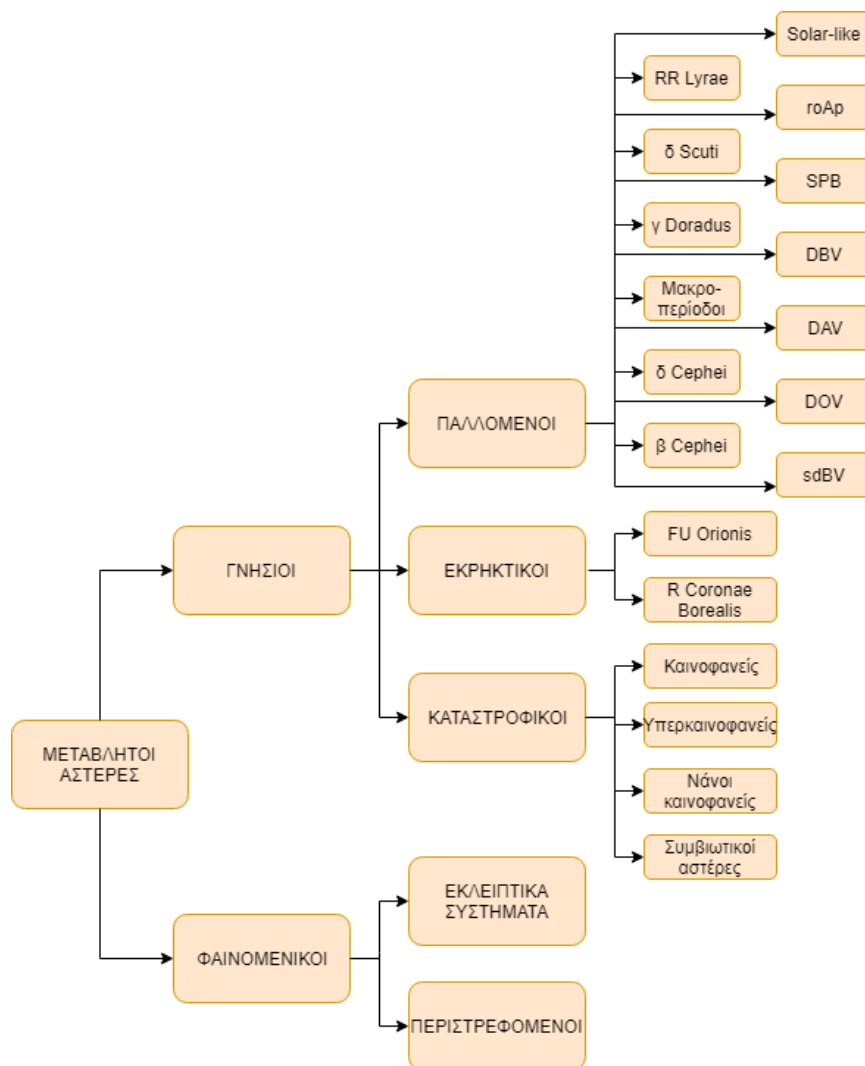 Solar-like
RR Lyrae
roAp
δ Scuti
SPB
γ Doradus
DBV
Μακρο-
περίοδοι
DAV
δ Cephei
DOV
ΠΑΛΛΟΜΕΝΟΙ
β Cephei
sdBV
FU Orionis
ΓΝΗΣΙΟΙ
ΕΚΡΗΚΤΙΚΟΙ
R Coronae
Borealis
Καινοφανείς
ΚΑΤΑΣΤΡΟΦΙΚΟΙ
Υπερκαινοφανείς
ΜΕΤΑΒΛΗΤΟΙ
ΑΣΤΕΡΕΣ
Νάνοι
καινοφανείς
Συμβιωτικοί
αστέρες
ΕΚΛΕΙΠΤΙΚΑ
ΣΥΣΤΗΜΑΤΑ
ΦΑΙΝΟΜΕΝΙΚΟΙ
ΠΕΡΙΣΤΡΕΦΟΜΕΝΟΙ